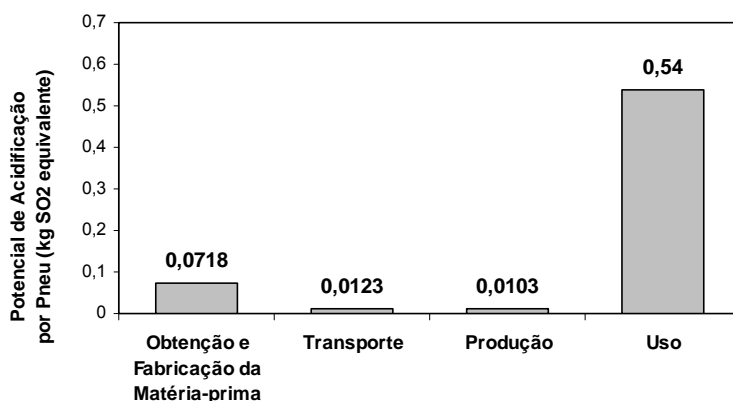 Potencial de Acidificação
por Pneu (kg SO2 equivalente)
0,7
0,6
0,5
0,4
0,3
0,2
0,1
0
0,0718
0,0123
0,0103
0,54
Obtenção e
Fabricação da
Matéria-prima
Transporte
Produção
Uso